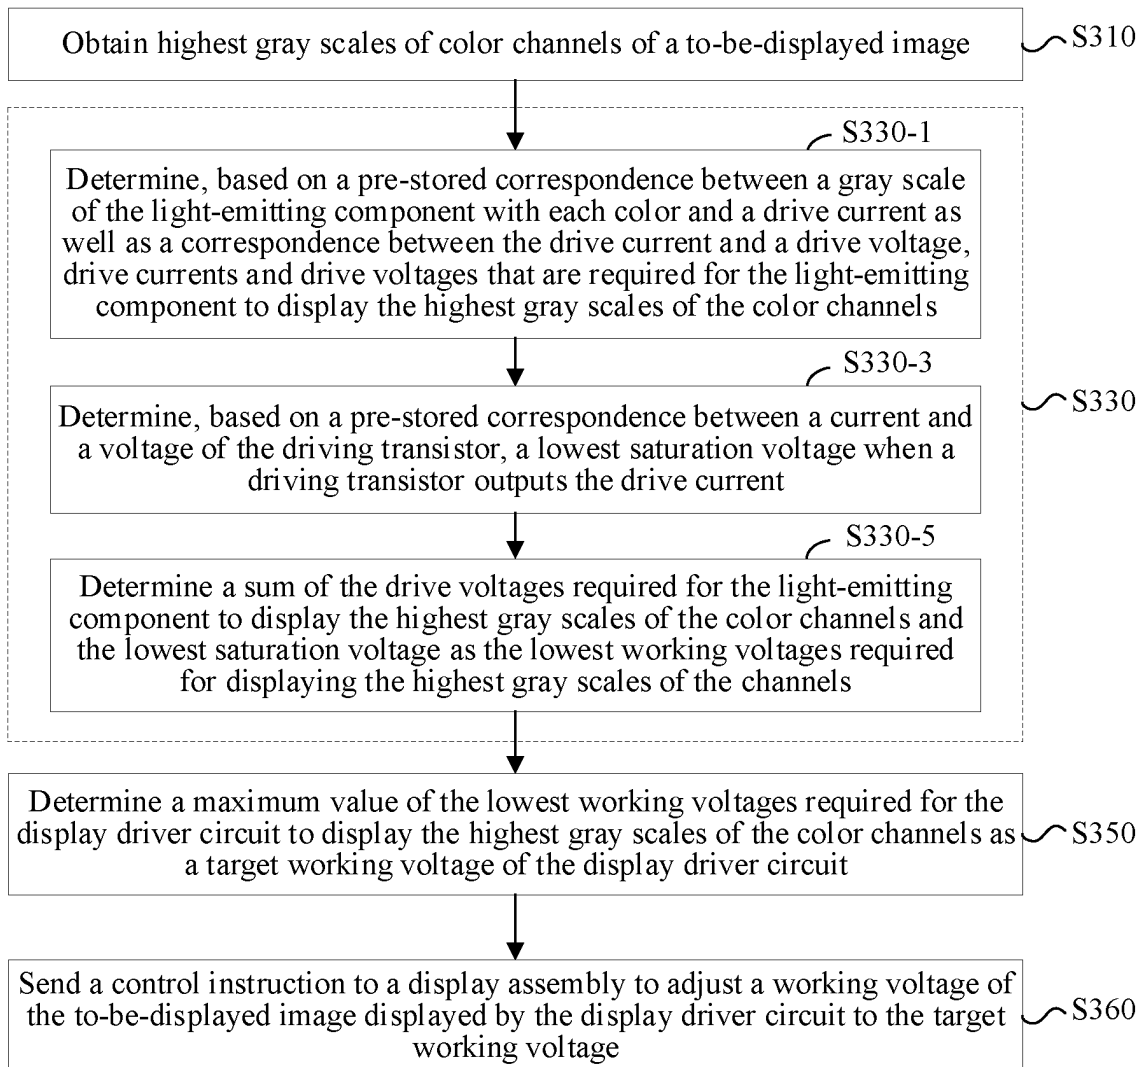 Obtain highest gray scales of color channels of a to-be-displayed image
S310
S330-1
Determine, based on a pre-stored correspondence between a gray scale
of the light-emitting component with each color and a drive current as
well as a correspondence between the drive current and a drive voltage,
drive currents and drive voltages that are required for the light-emitting
component to display the highest gray scales of the color channels
S330-3
Determine, based on a pre-stored correspondence between a current and
a voltage of the driving transistor, a lowest saturation voltage when a
driving transistor outputs the drive current
S330
S330-5
Determine a sum of the drive voltages required for the light-emitting
component to display the highest gray scales of the color channels and
the lowest saturation voltage as the lowest working voltages required
for displaying the highest gray scales of the channels
Determine a maximum value of the lowest working voltages required for the
display driver circuit to display the highest gray scales of the color channels as
a target working voltage of the display driver circuit
S350
Send a control instruction to a display assembly to adjust a working voltage of
the to-be-displayed image displayed by the display driver circuit to the target
working voltage
S360